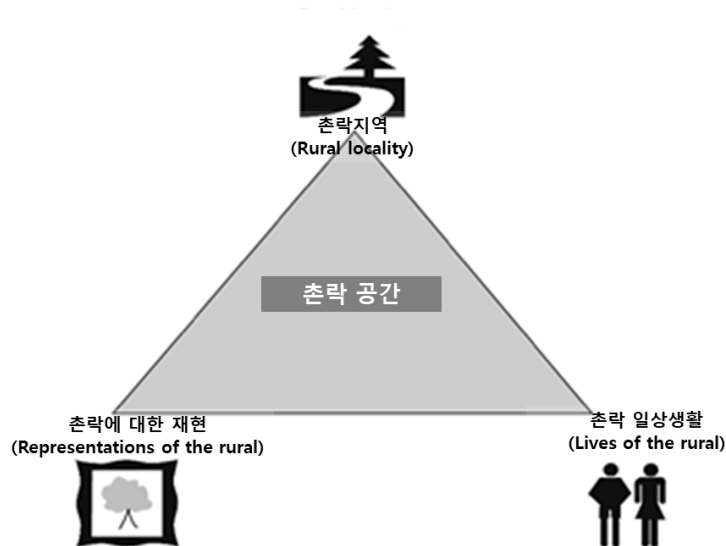 촌락지역
(Rural locality)
촌락 공간
촌락에 대한 재현
(Representations of the rural)
촌락 일상생활
(Lives of the rural)